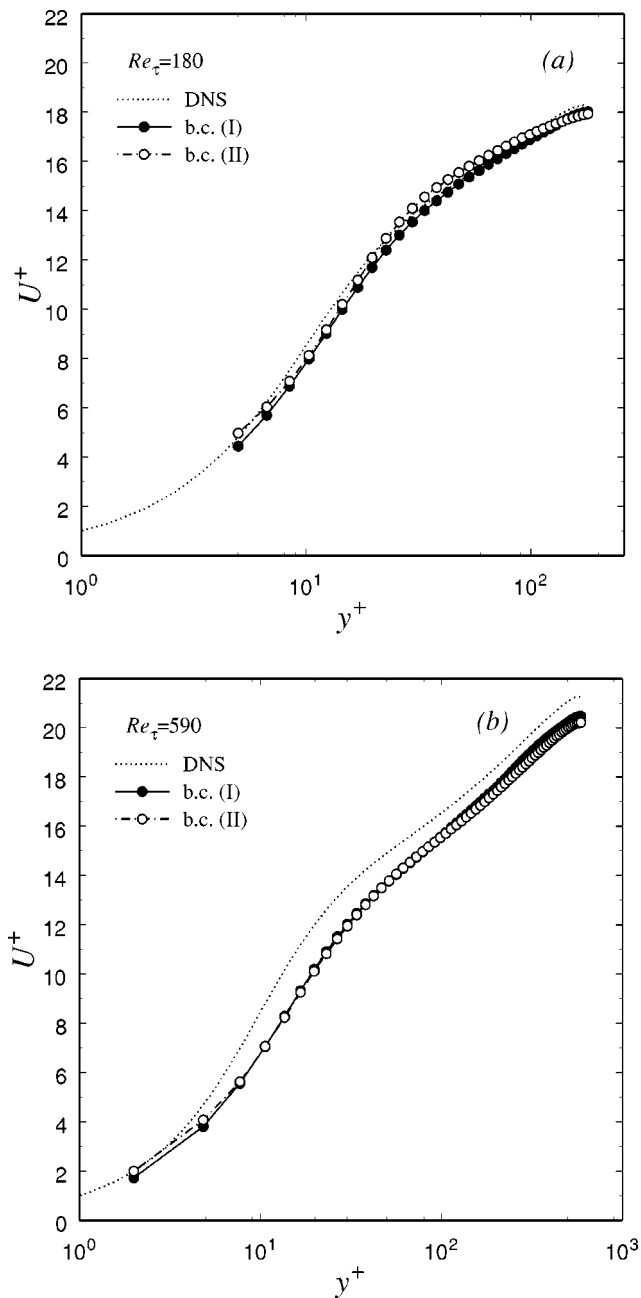 22
20
18
16
14
12
10
8
6
4
2
0
U⁺
Re_τ=180
(a)
DNS
b.c. (I)
b.c. (II)
10⁰
10¹
10²
y⁺
22
20
18
16
14
12
10
8
6
4
2
0
U⁺
Re_τ=590
(b)
DNS
b.c. (I)
b.c. (II)
10⁰
10¹
10²
10³
y⁺